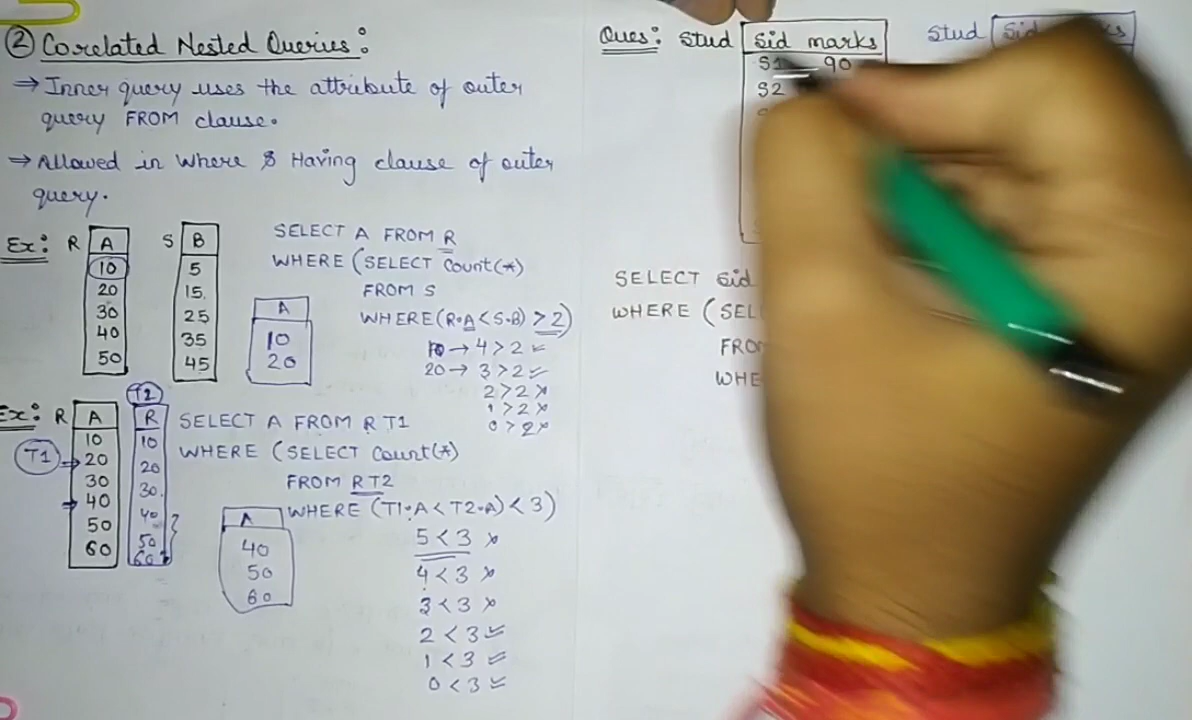 ② Corelated Nested Queries:
→ Inner query uses the attribute of outer
query FROM clause.
→ Allowed in where & Having clause of outer
query.
Ex: R A
10
20
30
40
50
S B
5
15.
25
35
45
SELECT A FROM R
WHERE (SELECT Count(*)
FROM S
WHERE(R.A<S.B) >2)
A
10
20
10 → 4>2 ✓
20 → 3>2 ✓
2>2 ×
1>2 ×
0>2 ×
Ex: R A
T1
10
20
30
40
50
60
T2
R
10
20
30.
40
50
60
SELECT A FROM R T1
WHERE (SELECT Count(*)
FROM R T2
WHERE (T1.A<T2.A)<3)
A
40
50
60
5<3 ×
4<3 ×
3<3 ×
2<3 ✓
1<3 ✓
0<3 ✓
Ques: Stud Sid marks
S1 90
S2
Stud Sid
SELECT Sid
WHERE (SEL
FRO
WHE